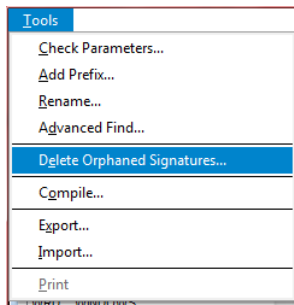 Tools
Check Parameters...
Add Prefix...
Rename...
Advanced Find...
Delete Orphaned Signatures...
Compile...
Export...
Import...
Print